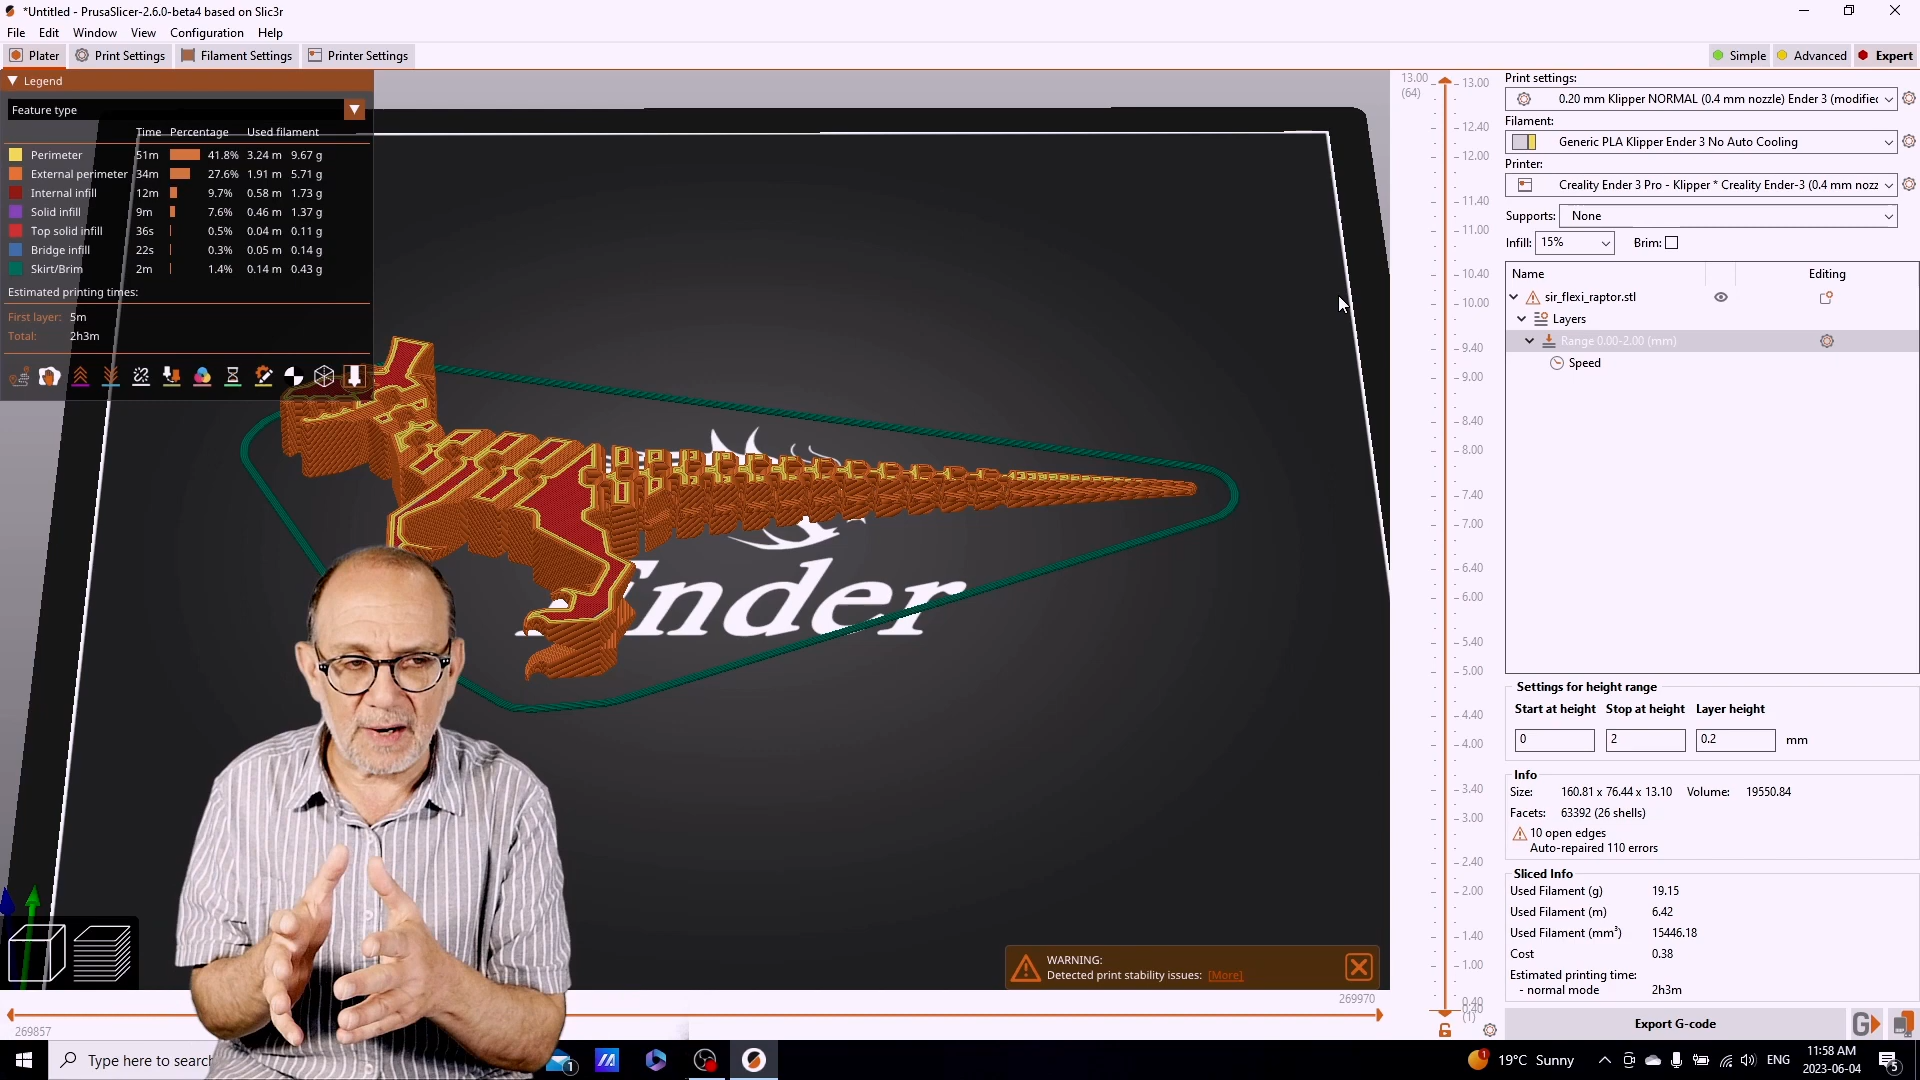 *Untitled - PrusaSlicer-2.6.0-beta4 based on Slic3r
File Edit Window View Configuration Help
Plater Print Settings Filament Settings Printer Settings Simple Advanced Expert
Legend
Feature type
Time Percentage Used filament
Perimeter 51m 41.8% 3.24 m 9.67 g
External perimeter 34m 27.6% 1.91 m 5.71 g
Internal infill 12m 9.7% 0.58 m 1.73 g
Solid infill 9m 7.6% 0.46 m 1.37 g
Top solid infill 36s 0.5% 0.04 m 0.11 g
Bridge infill 22s 0.3% 0.05 m 0.14 g
Skirt/Brim 2m 1.4% 0.14 m 0.43 g
Estimated printing times:
First layer: 5m
Total: 2h3m
Ender
WARNING:
Detected print stability issues: [More]
269970
269857
13.00
(64)
13.00
12.40
12.00
11.40
11.00
10.40
10.00
9.40
9.00
8.40
8.00
7.40
7.00
6.40
6.00
5.40
5.00
4.40
4.00
3.40
3.00
2.40
2.00
1.40
1.00
0.40
(1)
Print settings:
0.20 mm Klipper NORMAL (0.4 mm nozzle) Ender 3 (modified
Filament:
Generic PLA Klipper Ender 3 No Auto Cooling
Printer:
Creality Ender 3 Pro - Klipper * Creality Ender-3 (0.4 mm nozz
Supports: None
Infill: 15% Brim:
Name Editing
sir_flexi_raptor.stl
Layers
Range 0.00-2.00 (mm)
Speed
Settings for height range
Start at height Stop at height Layer height
0 2 0.2 mm
Info
Size: 160.81 x 76.44 x 13.10 Volume: 19550.84
Facets: 63392 (26 shells)
10 open edges
Auto-repaired 110 errors
Sliced Info
Used Filament (g) 19.15
Used Filament (m) 6.42
Used Filament (mm³) 15446.18
Cost 0.38
Estimated printing time:
- normal mode 2h3m
Export G-code
G
Type here to search
1
19°C Sunny
ENG
11:58 AM
2023-06-04
5